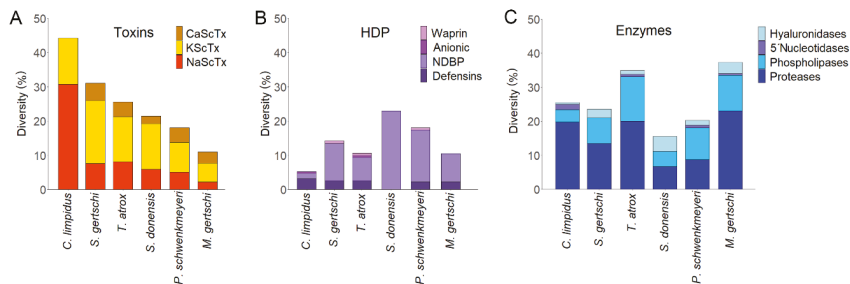 A
Toxins
CaScTx
KScTx
NaScTx
Diversity (%)
50
40
30
20
10
0
C. limpidus
S. gertschi
T. atrox
S. donensis
P. schwenkmeyeri
M. gertschi
B
HDP
Waprin
Anionic
NDBP
Defensins
Diversity (%)
50
40
30
20
10
0
C. limpidus
S. gertschi
T. atrox
S. donensis
P. schwenkmeyeri
M. gertschi
C
Enzymes
Hyaluronidases
5´Nucleotidases
Phospholipases
Proteases
Diversity (%)
50
40
30
20
10
0
C. limpidus
S. gertschi
T. atrox
S. donensis
P. schwenkmeyeri
M. gertschi